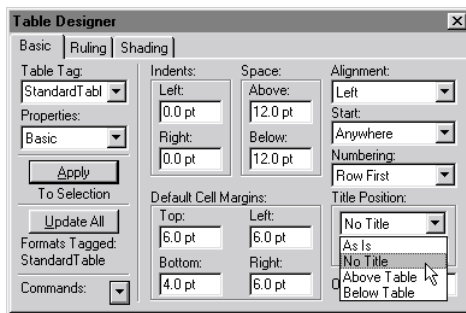 Table Designer
Basic Ruling Shading
Table Tag:
StandardTabl
Properties:
Basic
Apply
To Selection
Update All
Formats Tagged:
StandardTable
Commands:
Indents:
Left:
0.0 pt
Right:
0.0 pt
Space:
Above:
12.0 pt
Below:
12.0 pt
Default Cell Margins:
Top:
6.0 pt
Left:
6.0 pt
Bottom:
4.0 pt
Right:
6.0 pt
Alignment:
Left
Start:
Anywhere
Numbering:
Row First
Title Position:
No Title
As Is
No Title
Above Table
Below Table